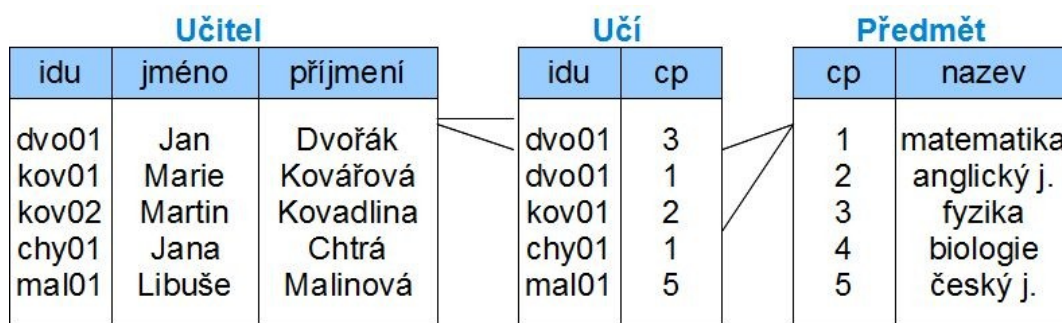 Učitel Učí Předmět
idu jméno příjmení idu cp cp nazev
dvo01 Jan Dvořák dvo01 3 1 matematika
kov01 Marie Kovářová dvo01 1 2 anglický j.
kov02 Martin Kovadlina kov01 2 3 fyzika
chy01 Jana Chtrá chy01 1 4 biologie
mal01 Libuše Malinová mal01 5 5 český j.